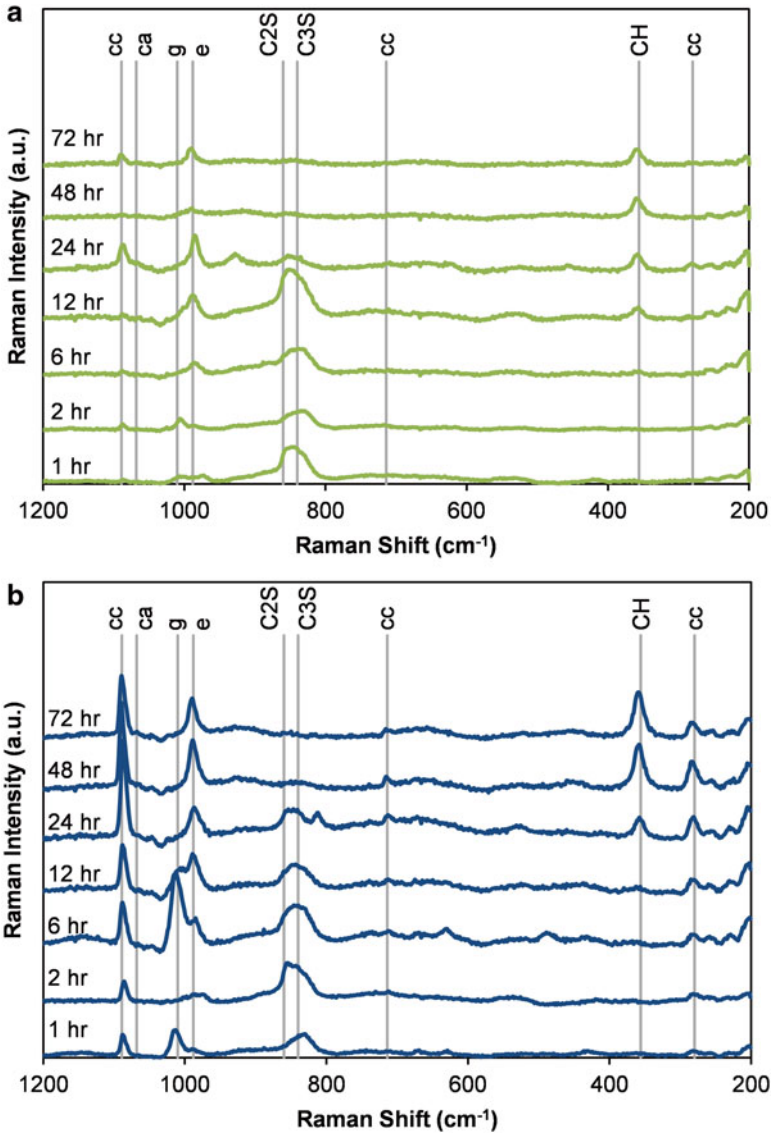 a
cc ca g e C2S C3S cc CH cc
72 hr
48 hr
24 hr
12 hr
6 hr
2 hr
1 hr
Raman Intensity (a.u.)
1200 1000 800 600 400 200
Raman Shift (cm-1)
b
cc ca g e C2S C3S cc CH cc
72 hr
48 hr
24 hr
12 hr
6 hr
2 hr
1 hr
Raman Intensity (a.u.)
1200 1000 800 600 400 200
Raman Shift (cm-1)